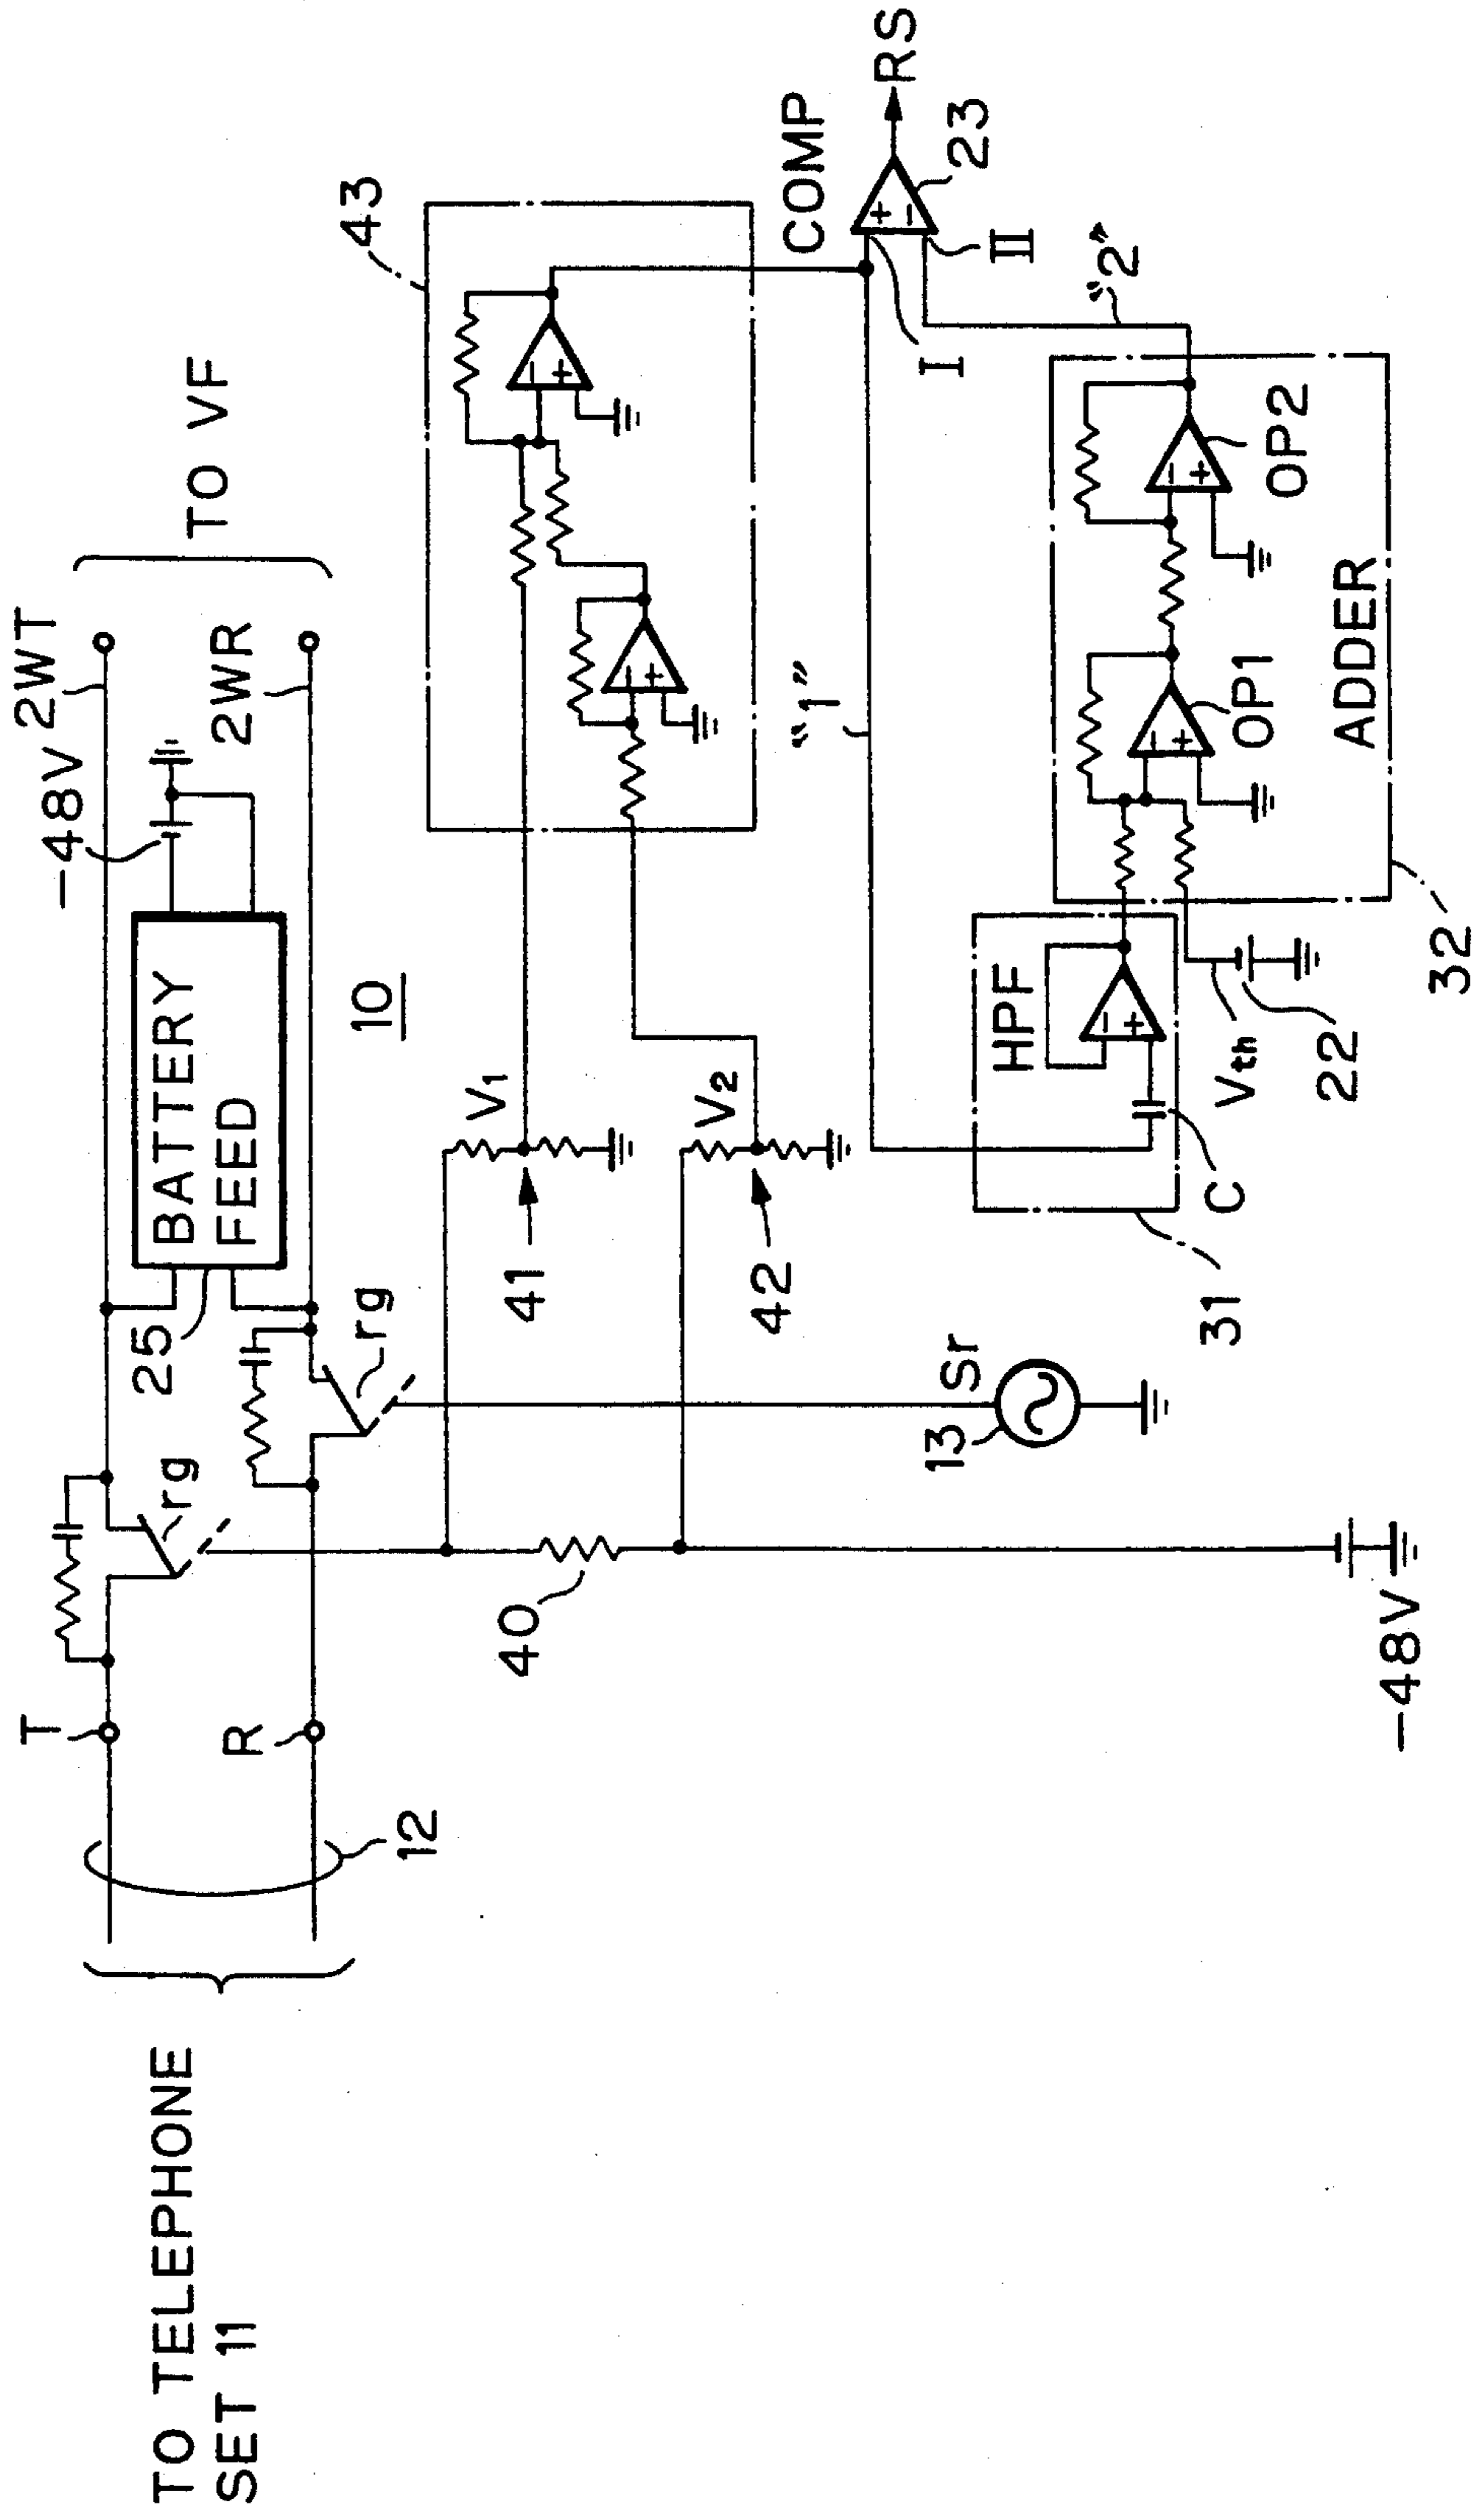 TO TELEPHONE
SET 11
12
T
R
rg
rg
25
BATTERY
FEED
-48V
2WT
2WR
TO VF
10
40
-48V
13
Sr
41
V1
42
V2
43
"1"
31
C
HPF
Vth
22
32
ADDER
OP1
OP2
"2"
I
II
COMP
23
RS